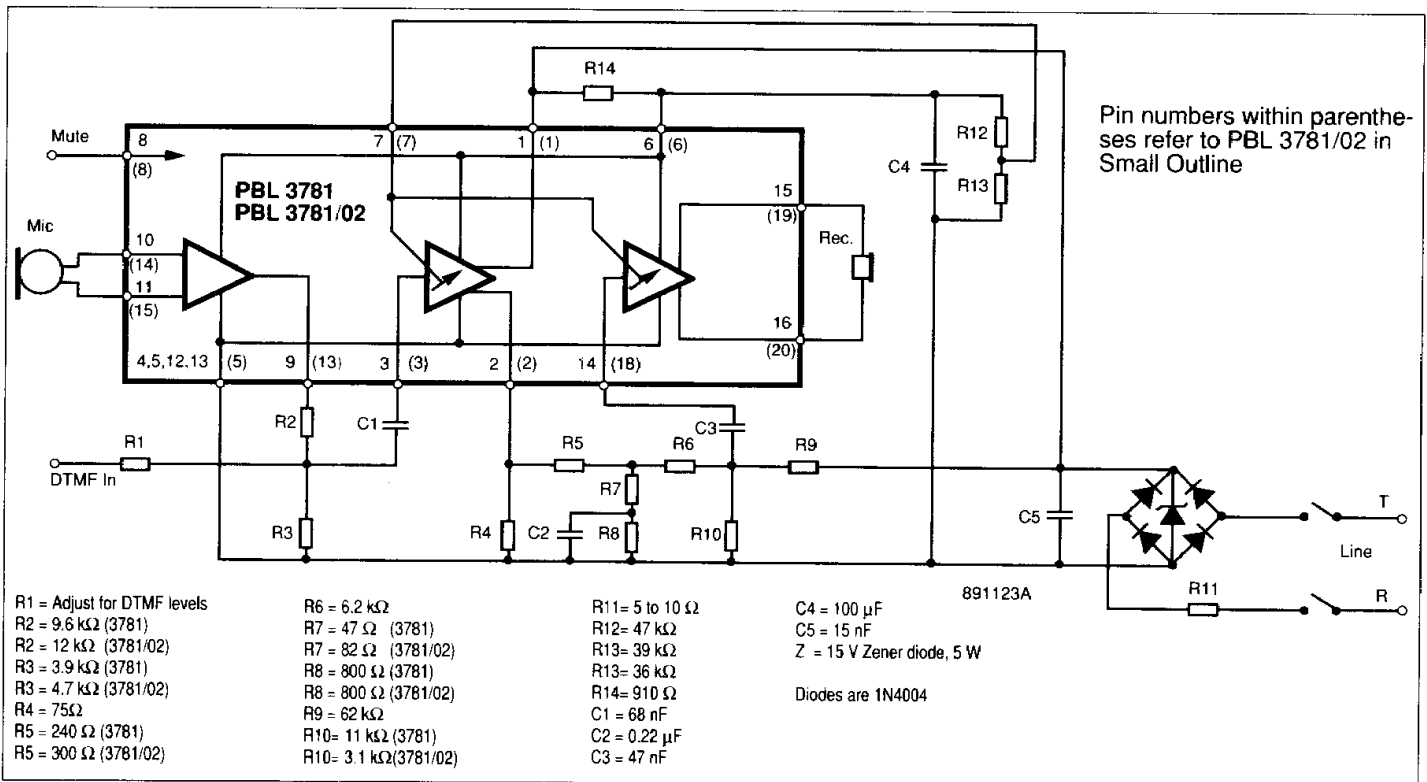 R14
Mute
8
(8)
7 (7)
1 (1)
6 (6)
C4
R12
R13
Pin numbers within parenthe-
ses refer to PBL 3781/02 in
Small Outline
PBL 3781
PBL 3781/02
Mic
10
(14)
11
(15)
15
(19)
Rec.
16
(20)
4,5,12,13 (5)
9 (13)
3 (3)
2 (2)
14 (18)
R1
DTMF In
R2
C1
R3
R4
R5
R6
C3
R9
R7
C2
R8
R10
C5
T
Line
R11
R
891123A
R1 = Adjust for DTMF levels
R2 = 9.6 kΩ (3781)
R2 = 12 kΩ (3781/02)
R3 = 3.9 kΩ (3781)
R3 = 4.7 kΩ (3781/02)
R4 = 75Ω
R5 = 240 Ω (3781)
R5 = 300 Ω (3781/02)
R6 = 6.2 kΩ
R7 = 47 Ω (3781)
R7 = 82 Ω (3781/02)
R8 = 800 Ω (3781)
R8 = 800 Ω (3781/02)
R9 = 62 kΩ
R10= 11 kΩ (3781)
R10= 3.1 kΩ(3781/02)
R11= 5 to 10 Ω
R12= 47 kΩ
R13= 39 kΩ
R13= 36 kΩ
R14= 910 Ω
C1 = 68 nF
C2 = 0.22 µF
C3 = 47 nF
C4 = 100 µF
C5 = 15 nF
Z = 15 V Zener diode, 5 W
Diodes are 1N4004